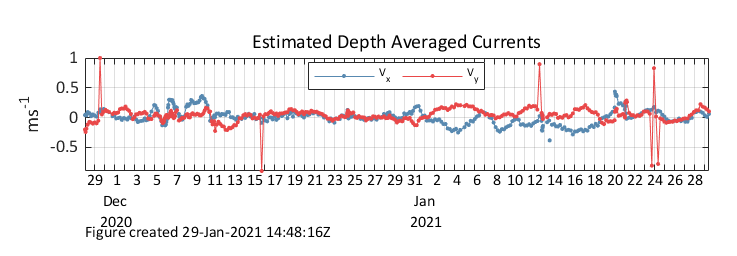 Estimated Depth Averaged Currents
1
0.5
0
-0.5
ms-1
Vx
Vy
29 1 3 5 7 9 11 13 15 17 19 21 23 25 27 29 31 2 4 6 8 10 12 14 16 18 20 22 24 26 28
Dec Jan
2020 2021
Figure created 29-Jan-2021 14:48:16Z